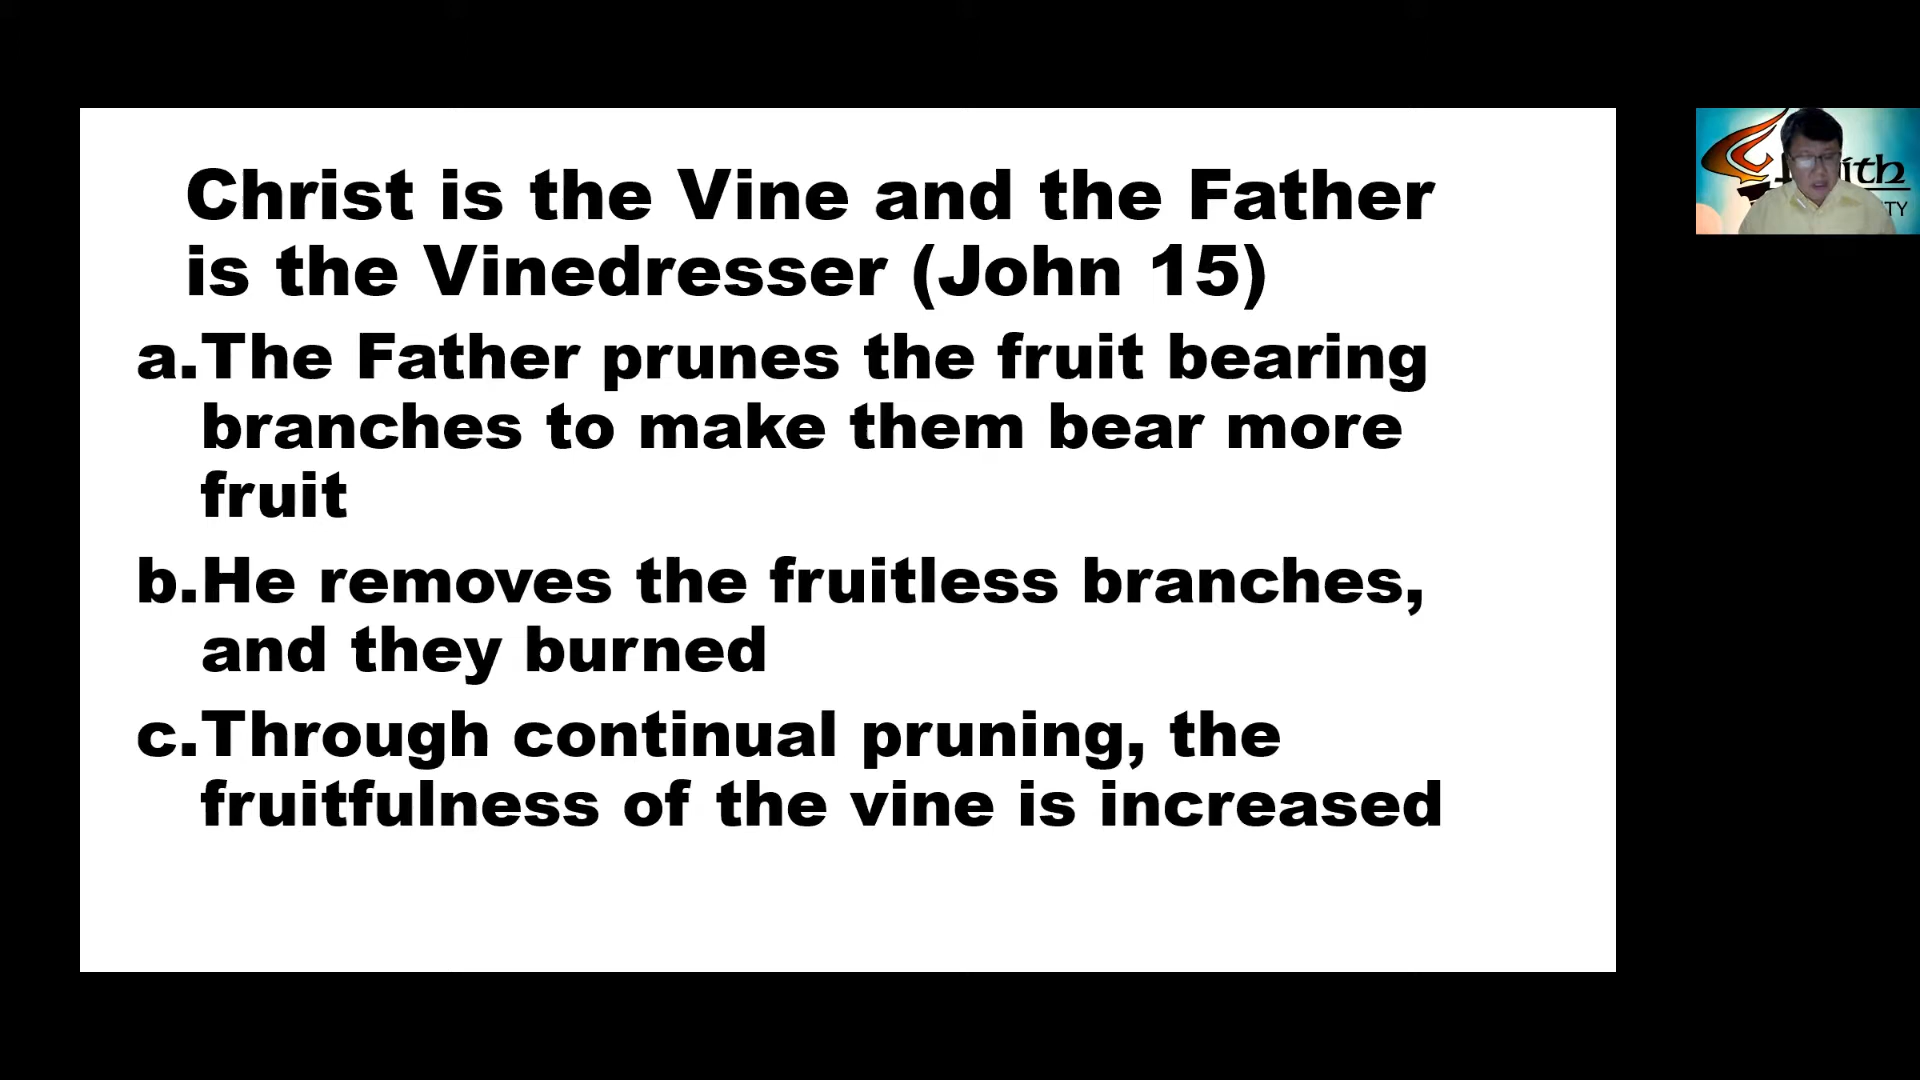 Christ is the Vine and the Father
is the Vinedresser (John 15)
a.The Father prunes the fruit bearing
branches to make them bear more
fruit
b.He removes the fruitless branches,
and they burned
c.Through continual pruning, the
fruitfulness of the vine is increased